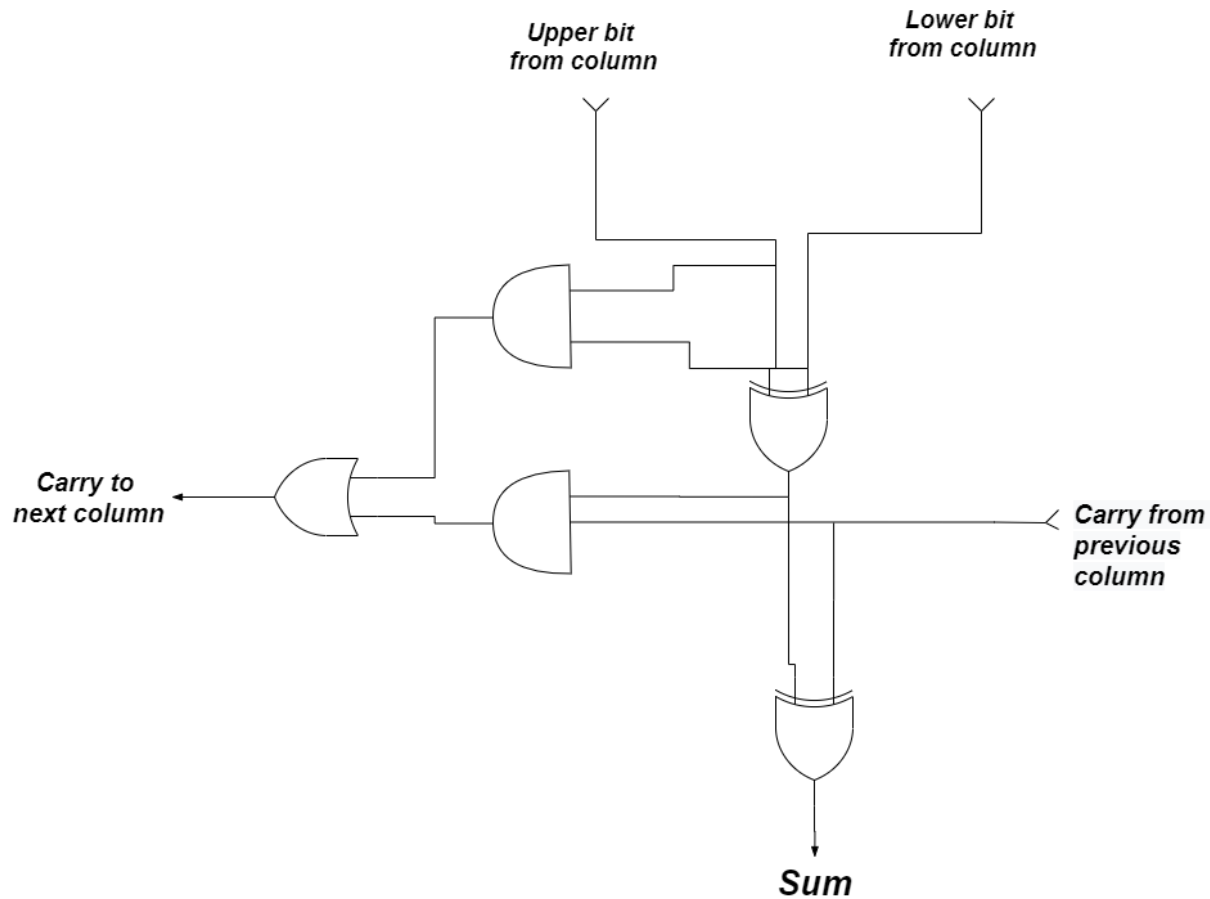 Upper bit
from column
Lower bit
from column
Carry to
next column
Carry from
previous
column
Sum